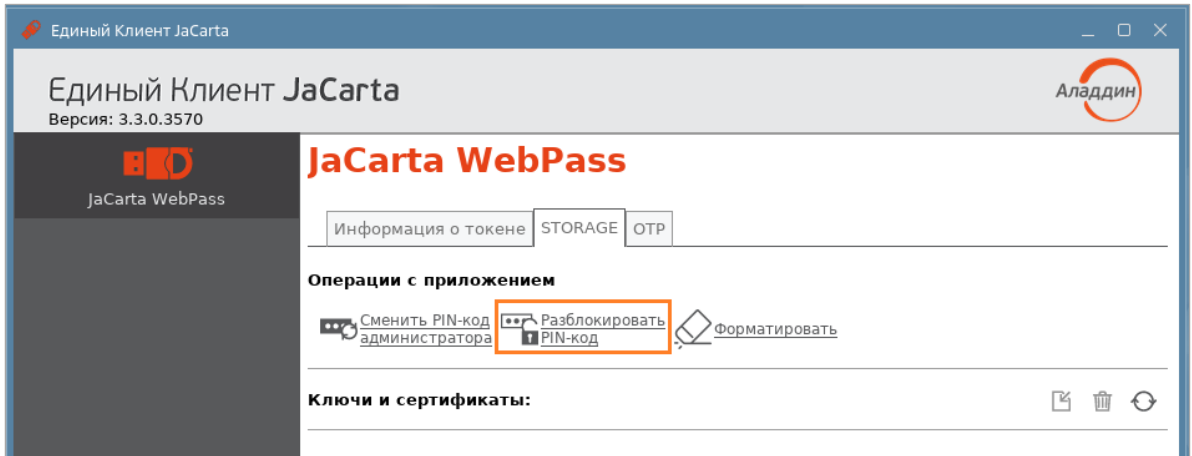 Единый Клиент JaCarta
Единый Клиент JaCarta
Версия: 3.3.0.3570
Аладдин
JaCarta WebPass
JaCarta WebPass
Информация о токене STORAGE OTP
Операции с приложением
Сменить PIN-код Разблокировать
администратора PIN-код Форматировать
Ключи и сертификаты: